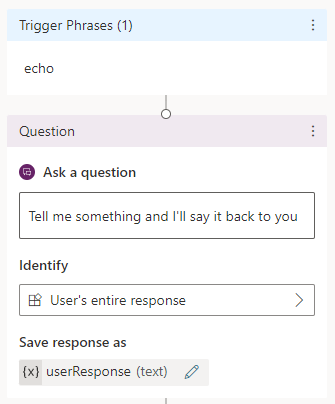 Trigger Phrases (1)
echo
Question
Ask a question
Tell me something and I'll say it back to you
Identify
User's entire response
Save response as
{x} userResponse (text)